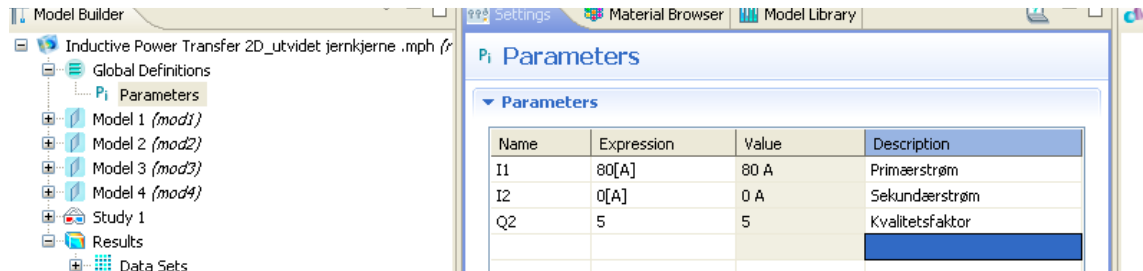 Model Builder
Settings Material Browser Model Library
Inductive Power Transfer 2D_utvidet jernkjerne .mph (r
Global Definitions
Pi Parameters
Model 1 (mod1)
Model 2 (mod2)
Model 3 (mod3)
Model 4 (mod4)
Study 1
Results
Data Sets
Pi Parameters
Parameters
Name Expression Value Description
I1 80[A] 80 A Primærstrøm
I2 0[A] 0 A Sekundærstrøm
Q2 5 5 Kvalitetsfaktor